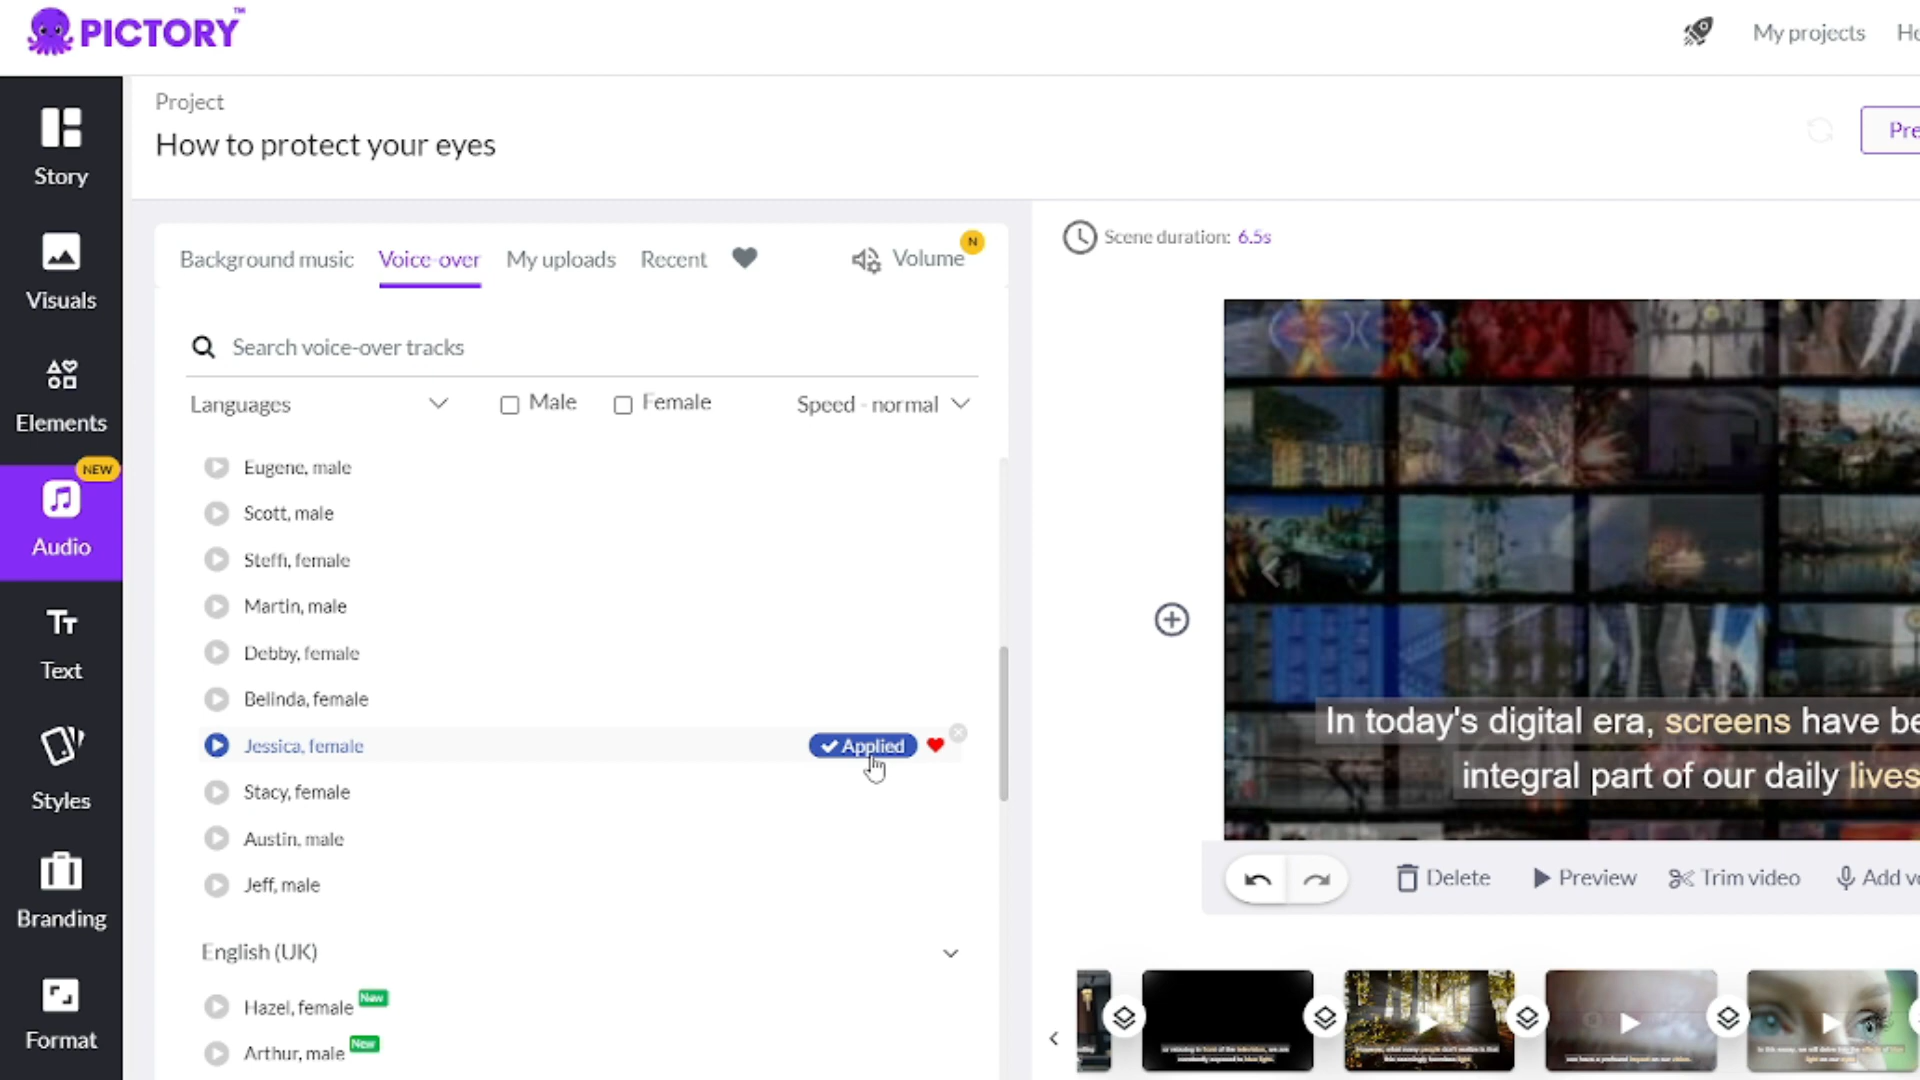 PICTORY™
My projects
Project
How to protect your eyes
Story
Visuals
Elements
NEW
Audio
Text
Styles
Branding
Format
Background music
Voice-over
My uploads
Recent
Volume
N
Search voice-over tracks
Languages
Male
Female
Speed - normal
Eugene, male
Scott, male
Steffi, female
Martin, male
Debby, female
Belinda, female
Jessica, female
Applied
Stacy, female
Austin, male
Jeff, male
English (UK)
Hazel, female New
Arthur, male New
Scene duration: 6.5s
In today's digital era, screens have
integral part of our daily lives
Delete
Preview
Trim video
Add